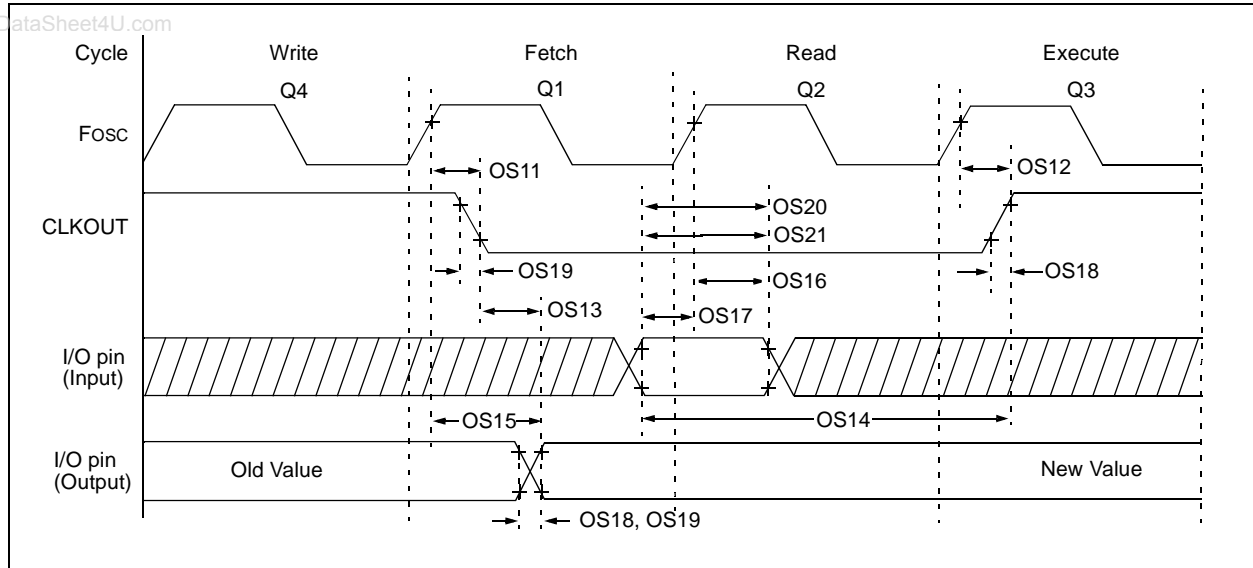 DataSheet4U.com
Cycle Write Fetch Read Execute
Q4 Q1 Q2 Q3
FOSC
OS11 OS12
CLKOUT
OS20
OS21
OS19 OS16 OS18
OS13 OS17
I/O pin
(Input)
OS15 OS14
I/O pin
(Output)
Old Value New Value
OS18, OS19